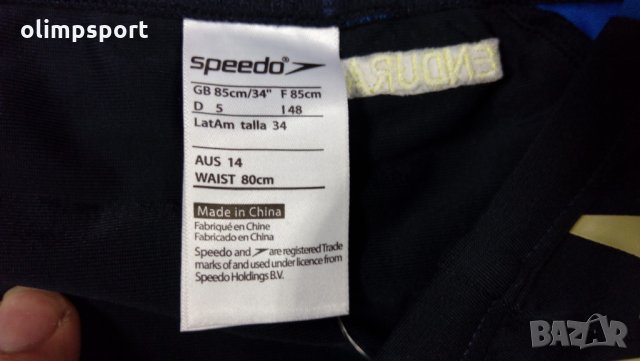 olimpsport
speedo
ENDURA
GB 85cm/34" F 85cm
D 5 I 48
LatAm talla 34
AUS 14
WAIST 80cm
Made in China
Fabriqué en Chine
Fabricado en China
Speedo and are registered Trade
marks of and used under licence from
Speedo Holdings B.V.
BAZAR